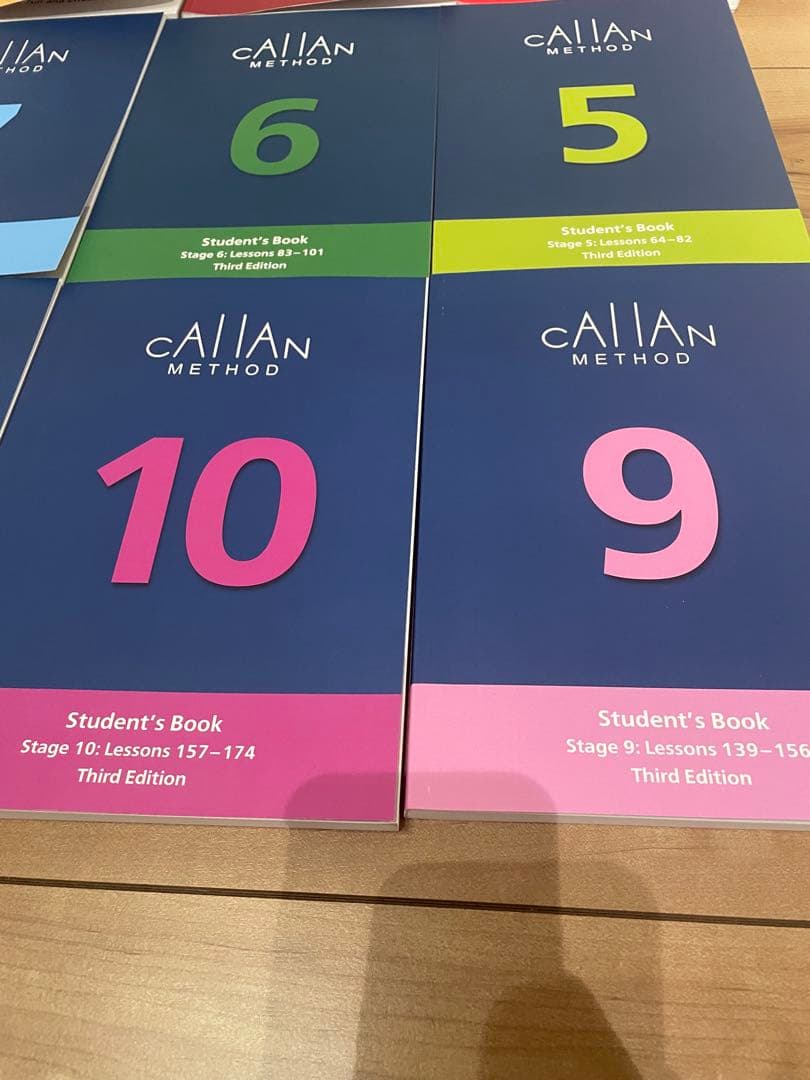 CAllAN
METHOD
6
Student's Book
Stage 6: Lessons 83–101
Third Edition
CAllAN
METHOD
5
Student's Book
Stage 5: Lessons 64–82
Third Edition
CAllAN
METHOD
10
Student's Book
Stage 10: Lessons 157–174
Third Edition
CAllAN
METHOD
9
Student's Book
Stage 9: Lessons 139–156
Third Edition